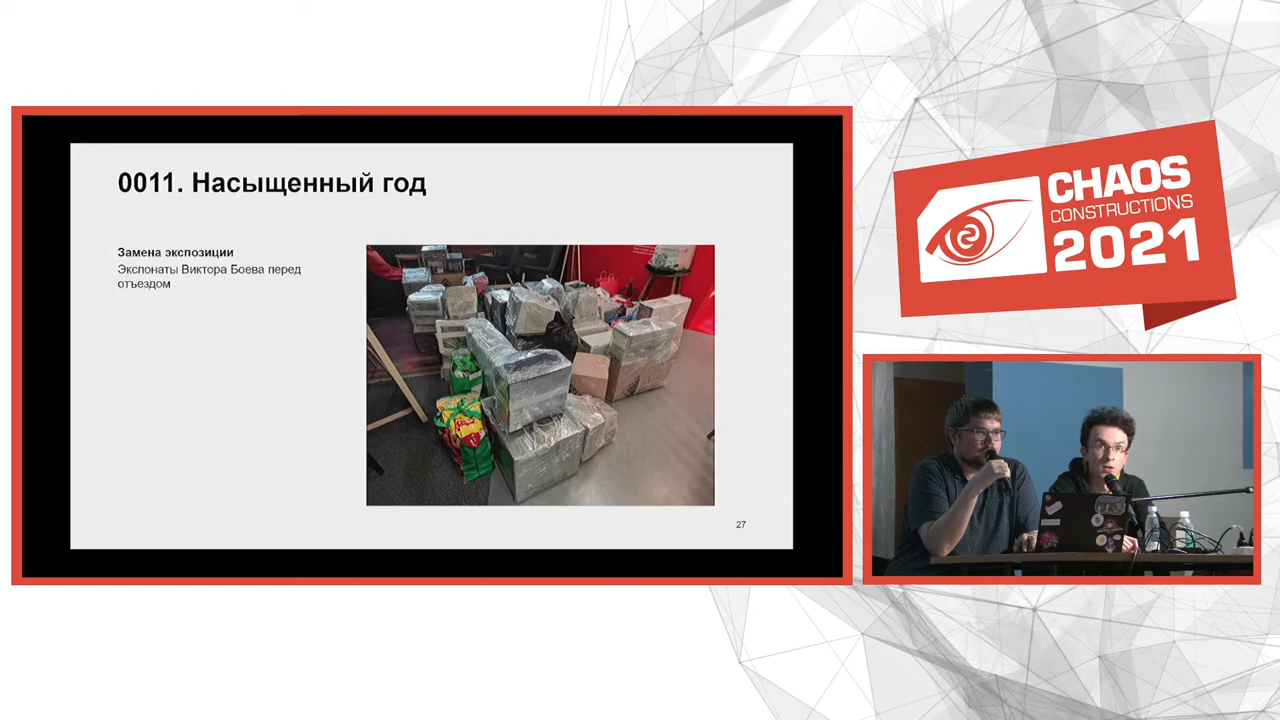 0011. Насыщенный год
Замена экспозиции
Экспонаты Виктора Боева перед
отъездом
27
CHAOS
CONSTRUCTIONS
2021